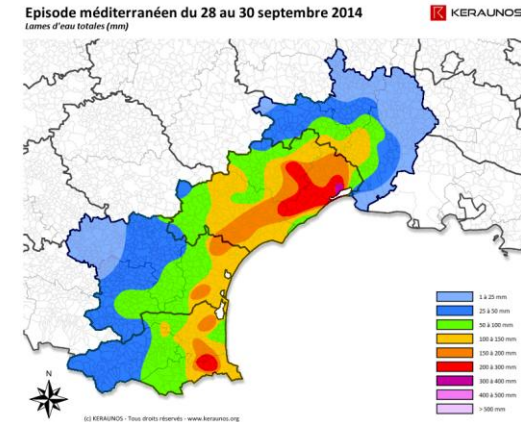 Episode méditerranéen du 28 au 30 septembre 2014
Lames d'eau totales (mm)
KERAUNOS
1 à 25 mm
25 à 50 mm
50 à 100 mm
100 à 150 mm
150 à 200 mm
200 à 300 mm
300 à 400 mm
400 à 500 mm
> 500 mm
N
(c) KERAUNOS - Tous droits réservés - www.keraunos.org